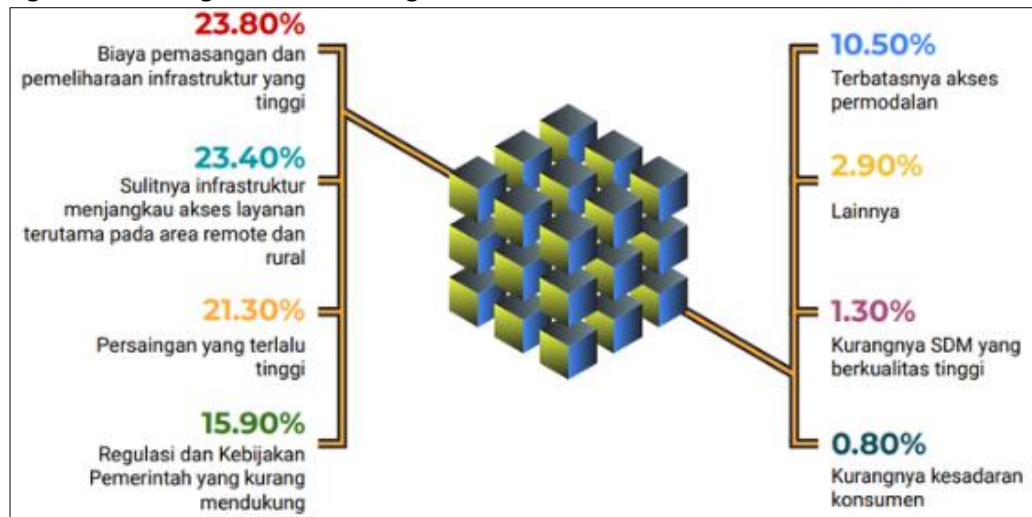 23.80%
Biaya pemasangan dan
pemeliharaan infrastruktur yang
tinggi
23.40%
Sulitnya infrastruktur
menjangkau akses layanan
terutama pada area remote dan
rural
21.30%
Persaingan yang terlalu
tinggi
15.90%
Regulasi dan Kebijakan
Pemerintah yang kurang
mendukung
10.50%
Terbatasnya akses
permodalan
2.90%
Lainnya
1.30%
Kurangnya SDM yang
berkualitas tinggi
0.80%
Kurangnya kesadaran
konsumen